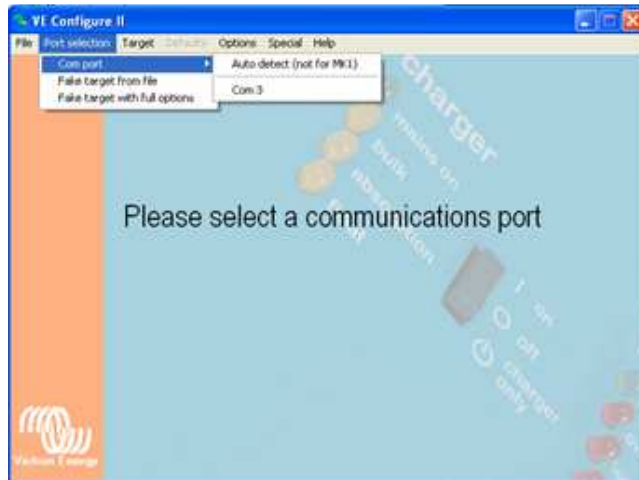 VE Configure II
File Port selection Target Defaults Options Special Help
Com port Auto detect (not for MK1)
Fake target from file
Com 3
Fake target with full options
charger
mains on
bulk
absorption
float
Please select a communications port
I on
off
charger only
Victron Energy